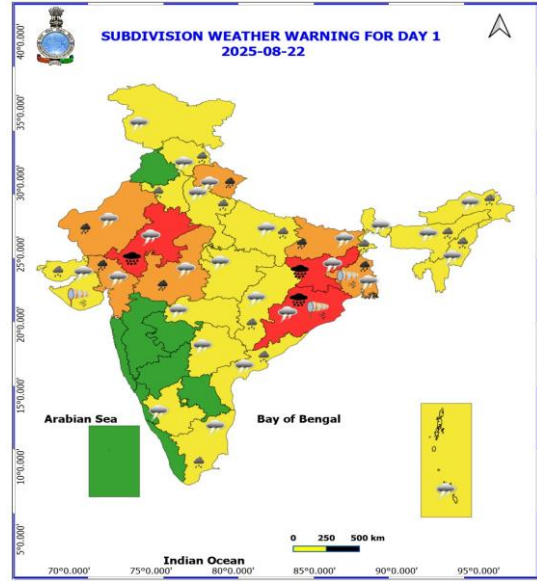 SUBDIVISION WEATHER WARNING FOR DAY 1
2025-08-22
40°0.000'
35°0.000'
30°0.000'
25°0.000'
20°0.000'
15°0.000'
10°0.000'
5°0.000'
Arabian Sea
Bay of Bengal
0 250 500 km
Indian Ocean
70°0.000' 75°0.000' 80°0.000' 85°0.000' 90°0.000' 95°0.000'